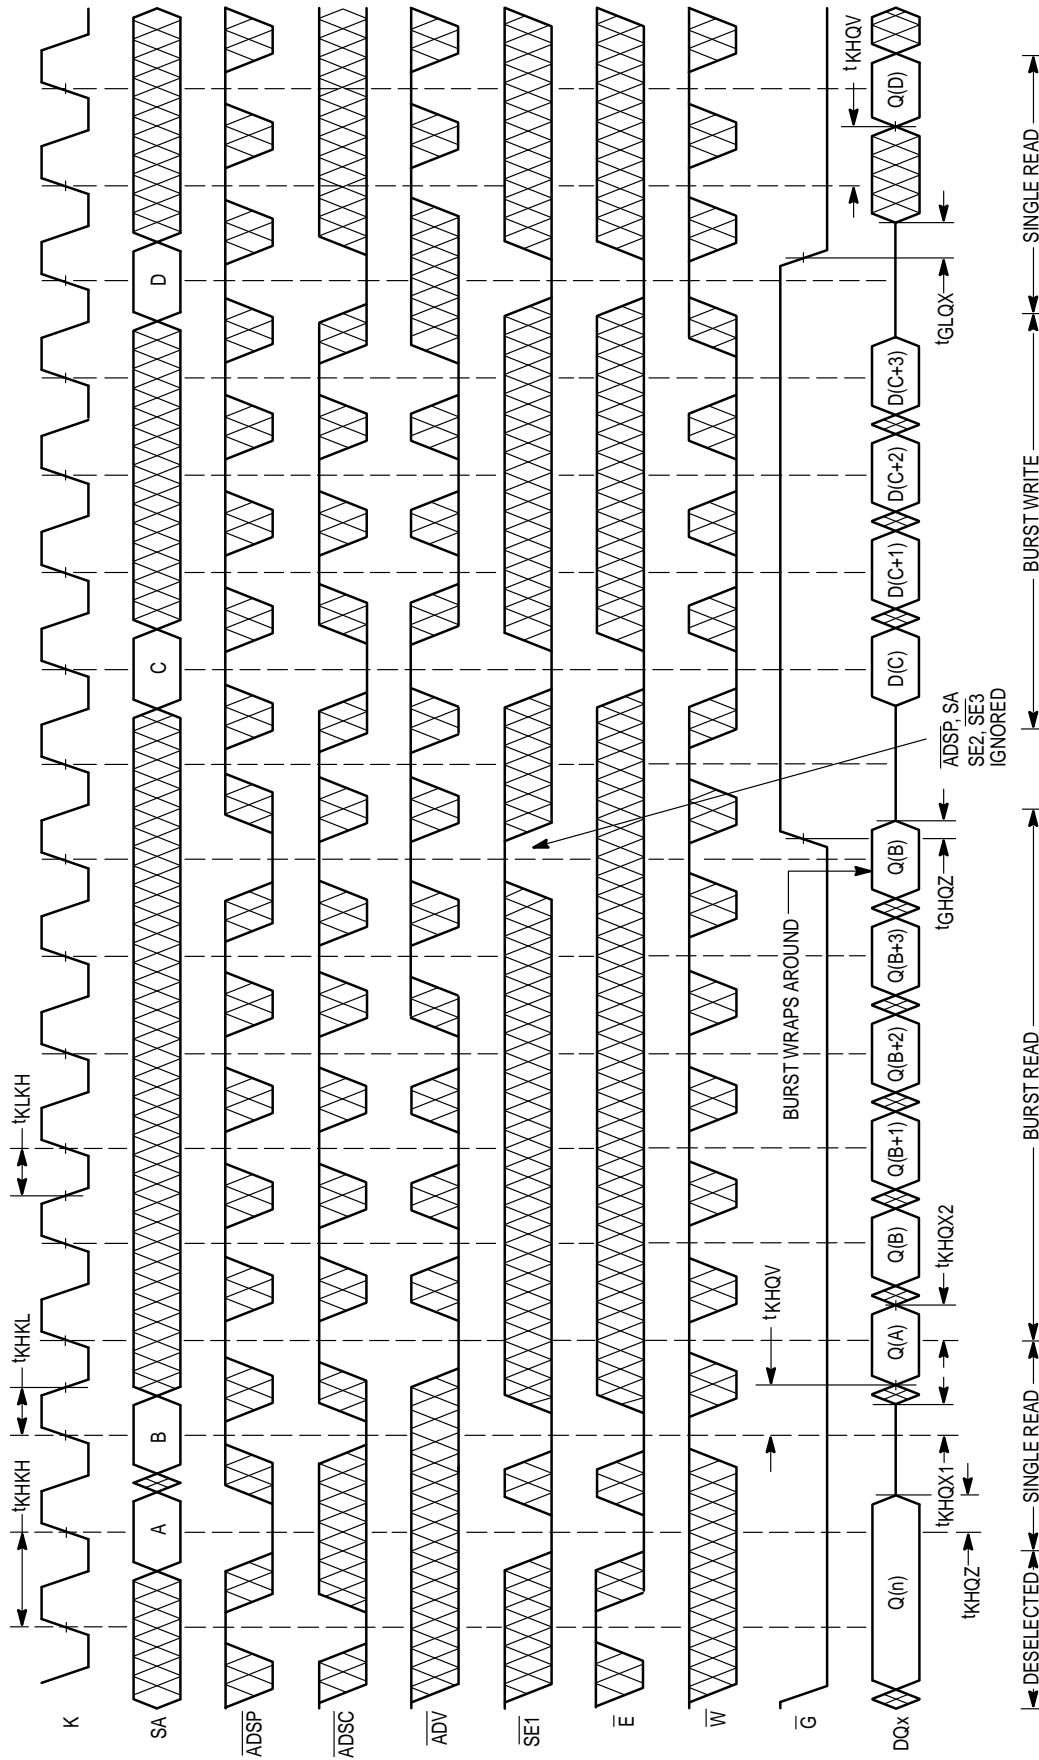 tKHKH
tKHKL
tKLKH
K
SA
A
B
C
D
ADSP
ADSC
ADV
SE1
E
W
G
tKHQV
BURST WRAPS AROUND
tKHQV
DQx
Q(n)
Q(A)
Q(B)
Q(B+1)
Q(B+2)
Q(B+3)
Q(B)
D(C)
D(C+1)
D(C+2)
D(C+3)
Q(D)
tKHQZ
tKHQX1
tKHQX2
tGHQZ
ADSP, SA
SE2, SE3
IGNORED
tGLQX
DESELECTED
SINGLE READ
BURST READ
BURST WRITE
SINGLE READ